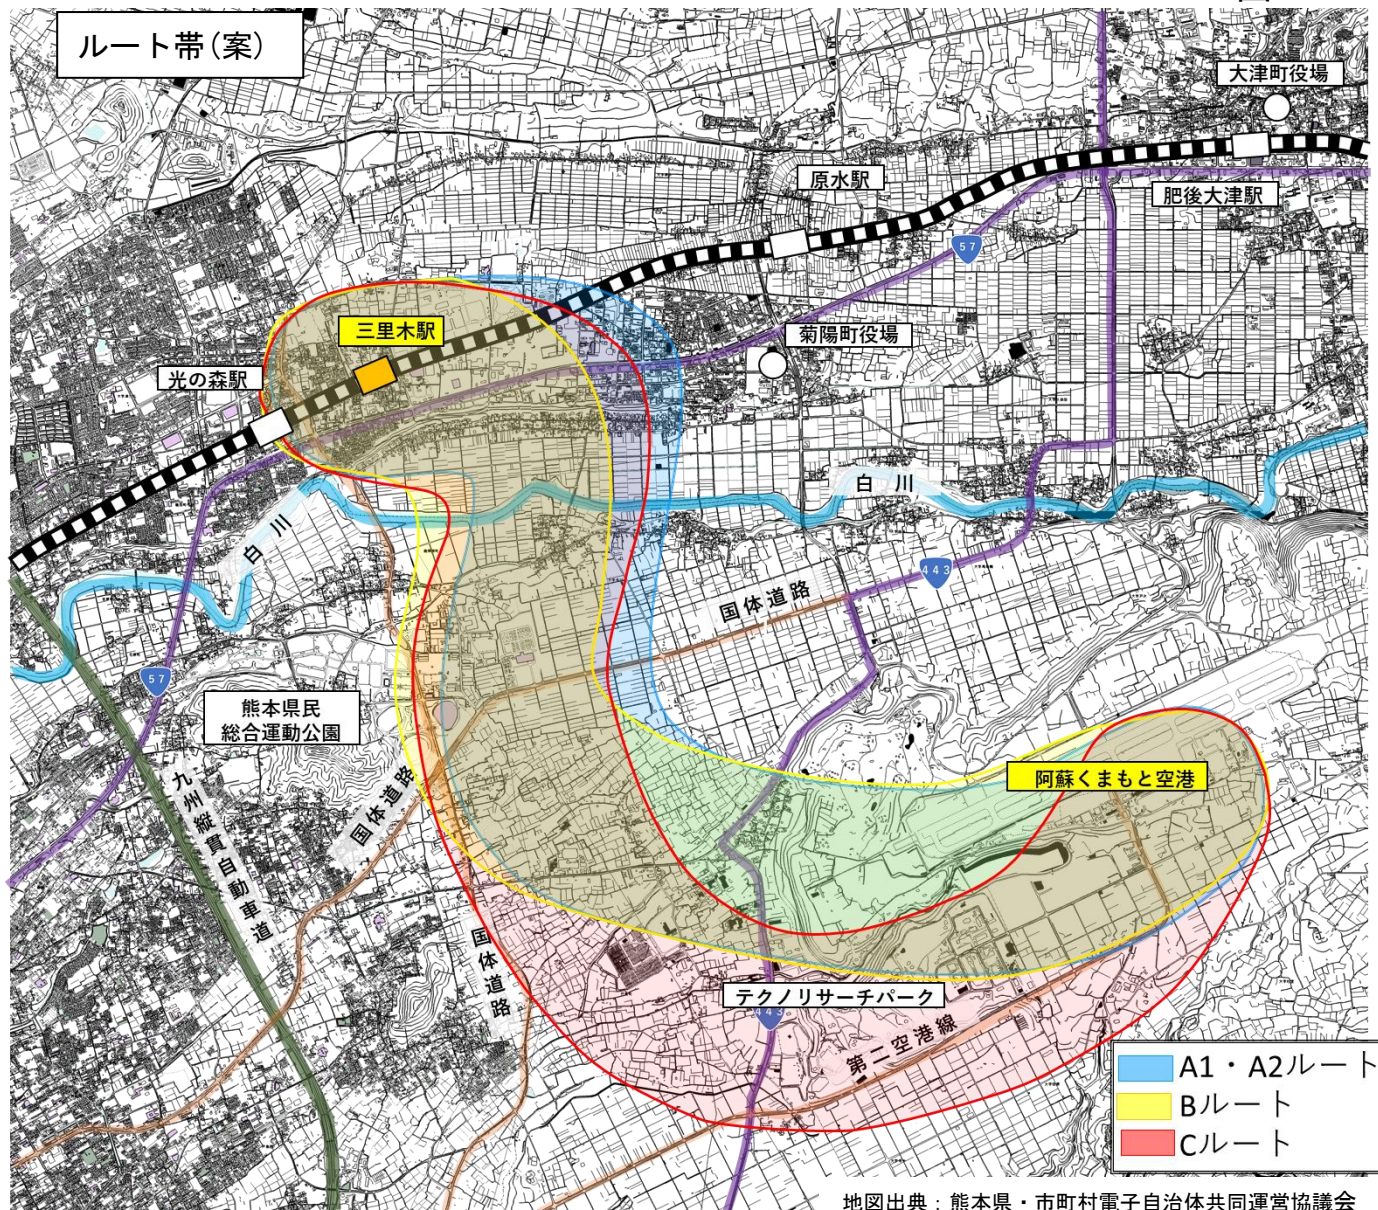 ルート帯(案)
大津町役場
原水駅
肥後大津駅
57
三里木駅
菊陽町役場
光の森駅
白川
白川
443
国体道路
57
熊本県民
総合運動公園
国体道路
九州縦貫自動車道
阿蘇くまもと空港
国体道路
テクノリサーチパーク
443
第二空港線
A1・A2ルート
Bルート
Cルート
地図出典:熊本県・市町村電子自治体共同運営協議会